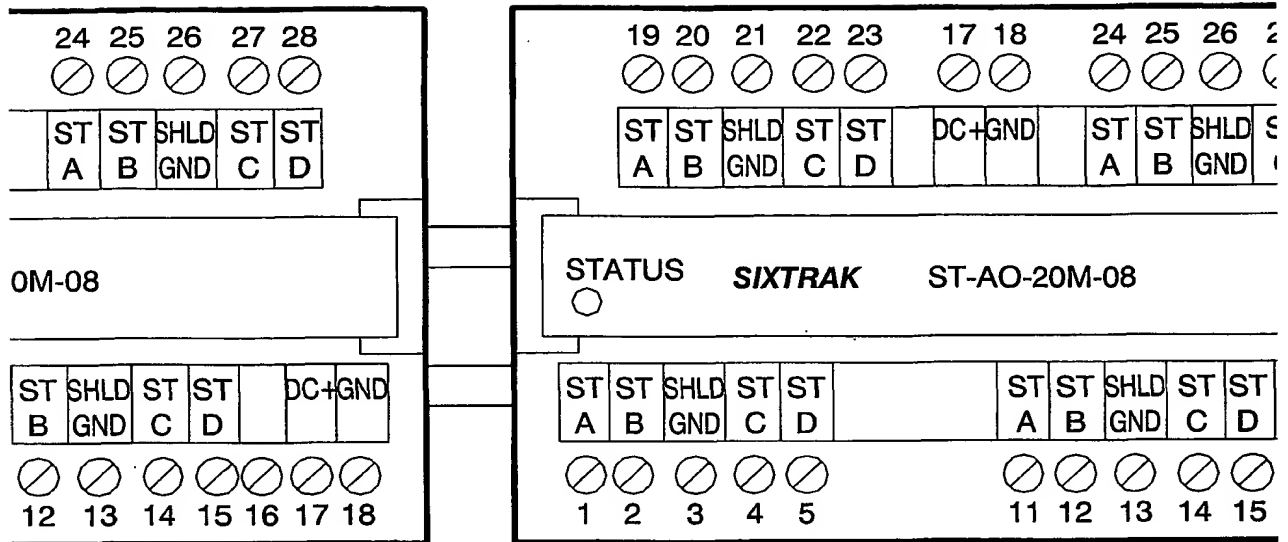 24 25 26 27 28
ST ST SHLD ST ST
A B GND C D
0M-08
ST SHLD ST ST DC+ GND
B GND C D
12 13 14 15 16 17 18
19 20 21 22 23 17 18 24 25 26
ST ST SHLD ST ST DC+ GND ST ST SHLD
A B GND C D A B GND
STATUS SIXTRAK ST-AO-20M-08
ST ST SHLD ST ST ST ST SHLD ST ST
A B GND C D A B GND C D
1 2 3 4 5 11 12 13 14 15